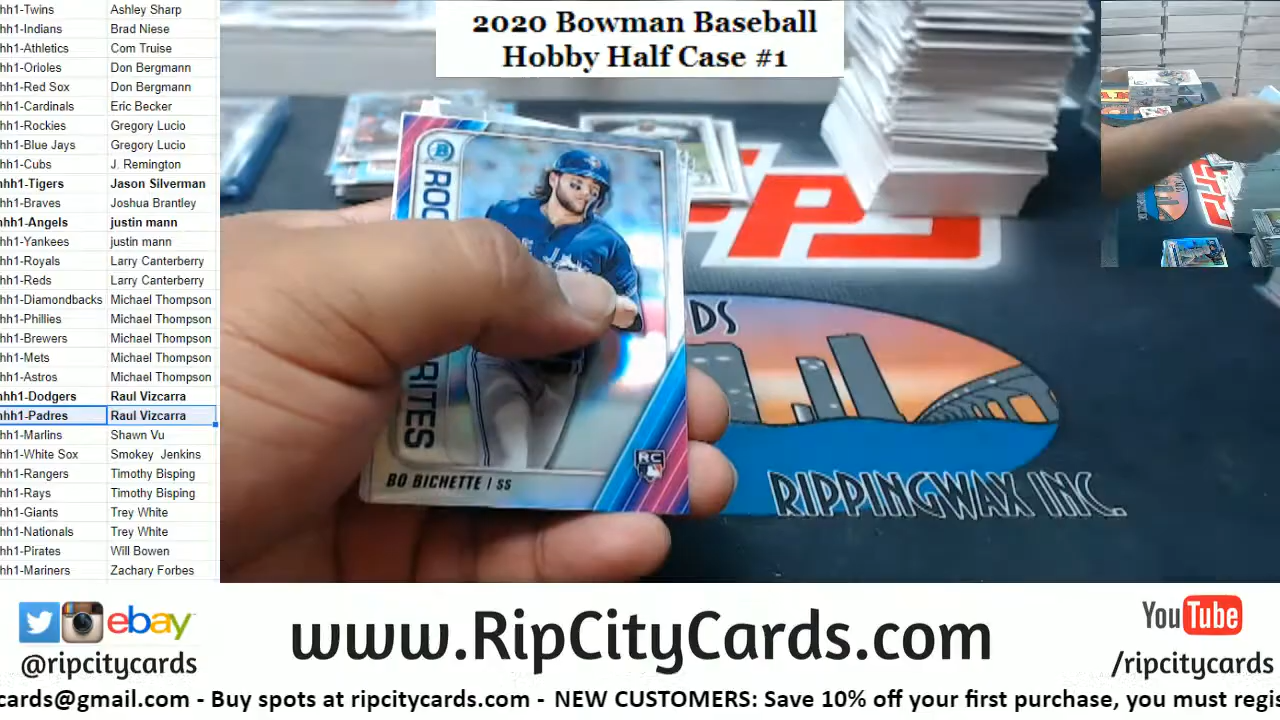 hh1-Twins Ashley Sharp
hh1-Indians Brad Niese
hh1-Athletics Com Truise
hh1-Orioles Don Bergmann
hh1-Red Sox Don Bergmann
hh1-Cardinals Eric Becker
hh1-Rockies Gregory Lucio
hh1-Blue Jays Gregory Lucio
hh1-Cubs J. Remington
hh1-Tigers Jason Silverman
hh1-Braves Joshua Brantley
hh1-Angels justin mann
hh1-Yankees justin mann
hh1-Royals Larry Canterberry
hh1-Reds Larry Canterberry
hh1-Diamondbacks Michael Thompson
hh1-Phillies Michael Thompson
hh1-Brewers Michael Thompson
hh1-Mets Michael Thompson
hh1-Astros Michael Thompson
hh1-Dodgers Raul Vizcarra
hh1-Padres Raul Vizcarra
hh1-Marlins Shawn Vu
hh1-White Sox Smokey Jenkins
hh1-Rangers Timothy Bisping
hh1-Rays Timothy Bisping
hh1-Giants Trey White
hh1-Nationals Trey White
hh1-Pirates Will Bowen
hh1-Mariners Zachary Forbes
2020 Bowman Baseball
Hobby Half Case #1
B
ROO
RITES
BO BICHETTE / SS
RC
DS
RIPPINGWAX INC.
ebay
@ripcitycards
www.RipCityCards.com
YouTube
/ripcitycards
cards@gmail.com - Buy spots at ripcitycards.com - NEW CUSTOMERS: Save 10% off your first purchase, you must regis